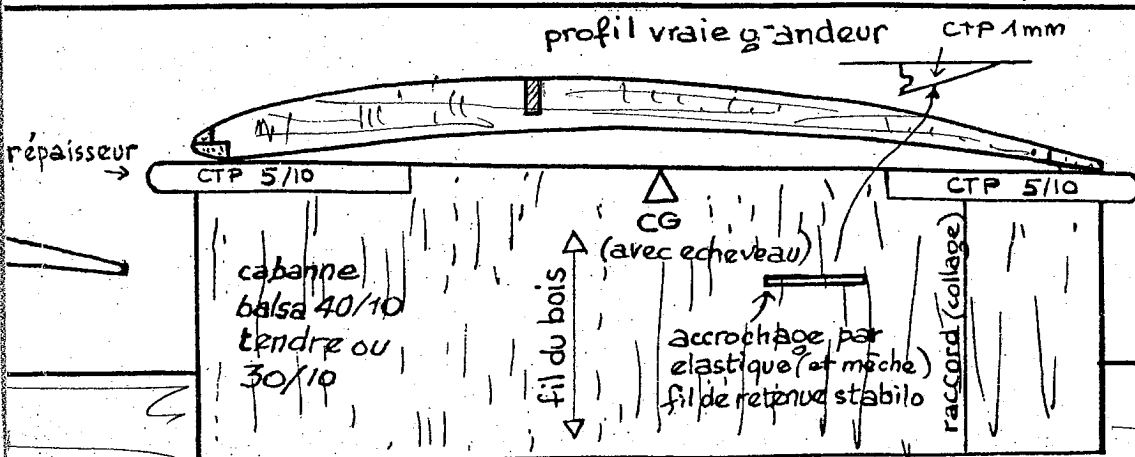 profil vraie grandeur
CTP 1mm
répaisseur
CTP 5/10
CTP 5/10
CG
(avec echeveau)
cabanne
balsa 40/10
tendre ou
30/10
fil du bois
accrochage par
elastique (et mêche)
fil de retenue stabilo
raccord (collage)